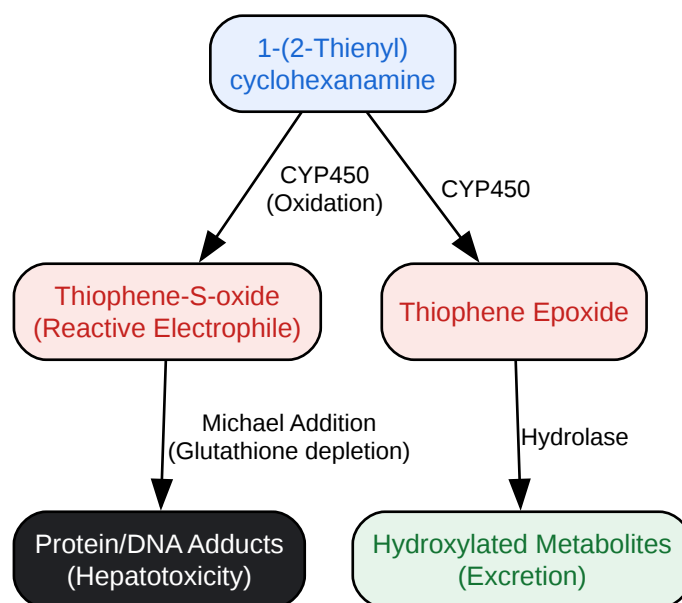 1-(2-Thienyl)
cyclohexanamine
CYP450
(Oxidation)
CYP450
Thiophene-S-oxide
(Reactive Electrophile)
Thiophene Epoxide
Michael Addition
(Glutathione depletion)
Hydrolase
Protein/DNA Adducts
(Hepatotoxicity)
Hydroxylated Metabolites
(Excretion)